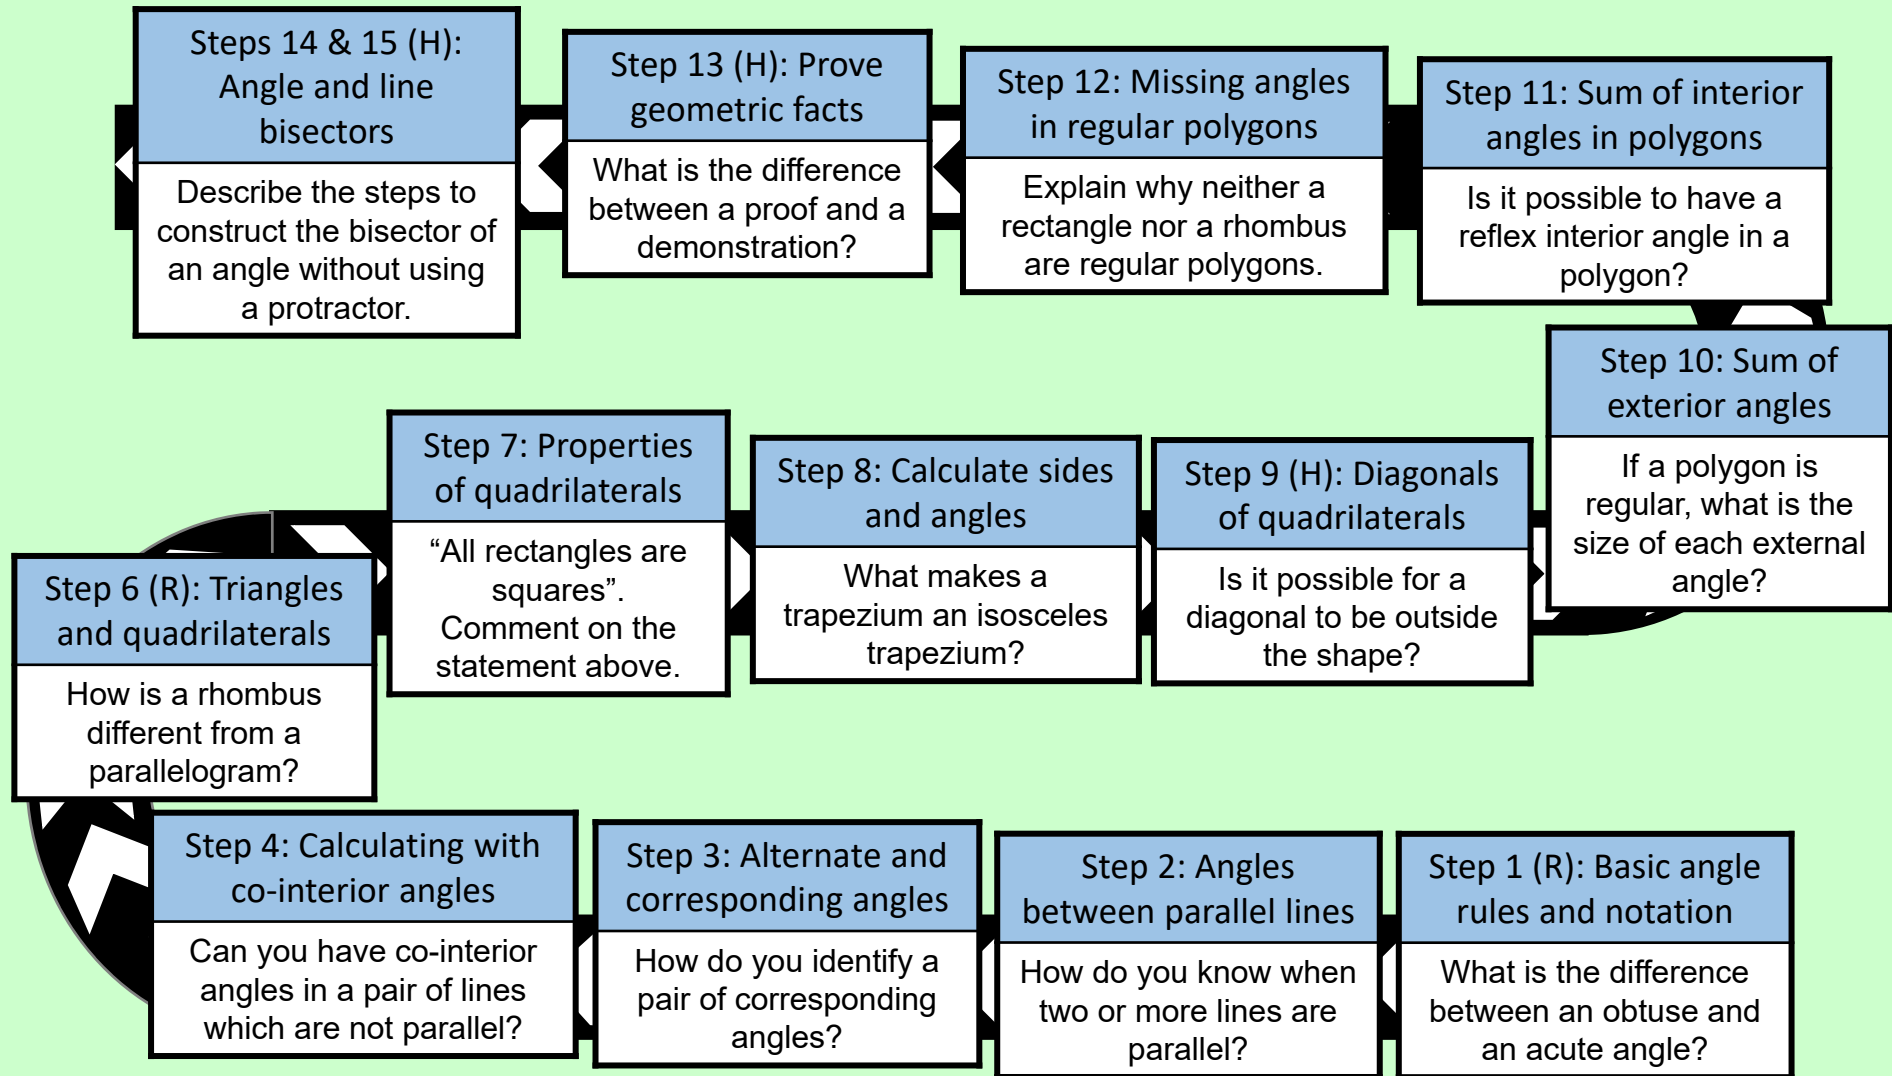 Steps 14 & 15 (H):
Angle and line
bisectors
Describe the steps to
construct the bisector of
an angle without using
a protractor.
Step 13 (H): Prove
geometric facts
What is the difference
between a proof and a
demonstration?
Step 12: Missing angles
in regular polygons
Explain why neither a
rectangle nor a rhombus
are regular polygons.
Step 11: Sum of interior
angles in polygons
Is it possible to have a
reflex interior angle in a
polygon?
Step 10: Sum of
exterior angles
If a polygon is
regular, what is the
size of each external
angle?
Step 6 (R): Triangles
and quadrilaterals
How is a rhombus
different from a
parallelogram?
Step 7: Properties
of quadrilaterals
“All rectangles are
squares”.
Comment on the
statement above.
Step 8: Calculate sides
and angles
What makes a
trapezium an isosceles
trapezium?
Step 9 (H): Diagonals
of quadrilaterals
Is it possible for a
diagonal to be outside
the shape?
Step 4: Calculating with
co-interior angles
Can you have co-interior
angles in a pair of lines
which are not parallel?
Step 3: Alternate and
corresponding angles
How do you identify a
pair of corresponding
angles?
Step 2: Angles
between parallel lines
How do you know when
two or more lines are
parallel?
Step 1 (R): Basic angle
rules and notation
What is the difference
between an obtuse and
an acute angle?